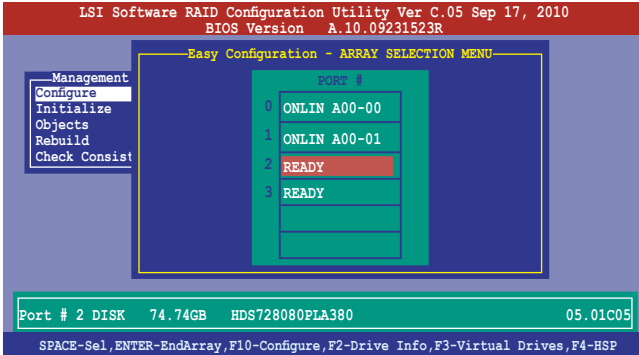 LSI Software RAID Configuration Utility Ver C.05 Sep 17, 2010
BIOS Version A.10.09231523R
Easy Configuration - ARRAY SELECTION MENU
Management
Configure
Initialize
Objects
Rebuild
Check Consist
PORT #
0 ONLIN A00-00
1 ONLIN A00-01
2 READY
3 READY
Port # 2 DISK 74.74GB HDS728080PLA380 05.01C05
SPACE-Sel,ENTER-EndArray,F10-Configure,F2-Drive Info,F3-Virtual Drives,F4-HSP